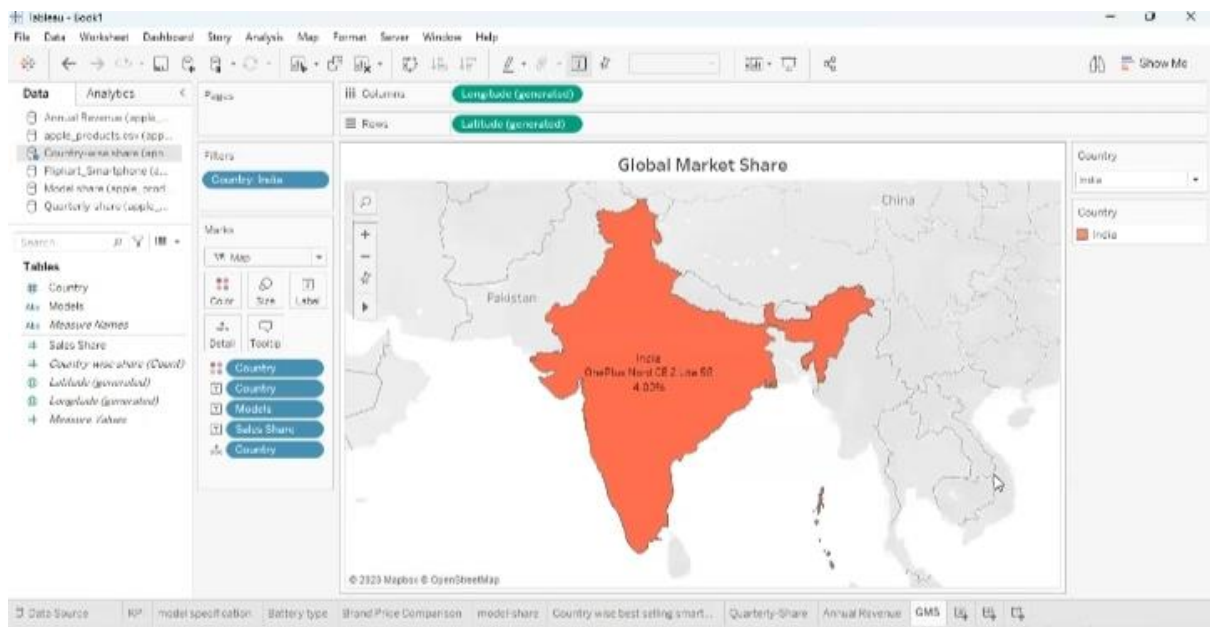 Tableau - Book1
File Data Worksheet Dashboard Story Analysis Map Format Server Window Help
Show Me
Data Analytics
Pages
Columns
Longitude (generated)
Rows
Latitude (generated)
Annual Revenue (apple_...
apple_products.csv (app...
Country-wise share (app
Flipkart_Smartphone (a...
Model share (apple_prod
Quarterly share (apple_...
Search
Tables
Country
Abc Models
Abc Measure Names
Sales Share
Country wise share (Count)
Latitude (generated)
Longitude (generated)
Measure Values
Filters
Country: India
Marks
Map
Color Size Label
Detail Tooltip
Country
Country
Models
Sales Share
Country
Global Market Share
China
Pakistan
India
OnePlus Nord CE 2 Lite 5G
4.00%
© 2023 Mapbox © OpenStreetMap
Country
India
Country
India
Data Source
model specification Battery type Brand Price Comparison model-share Country wise best selling smart... Quarterly-Share Annual Revenue GMS